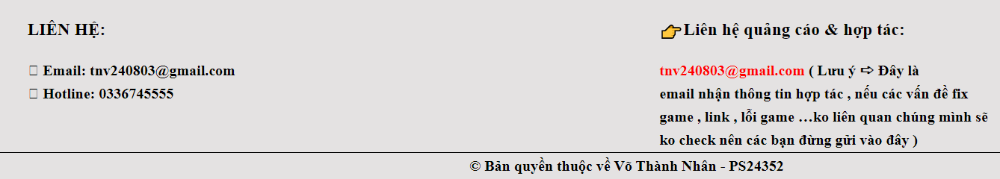 LIÊN HỆ:
Email: tnv240803@gmail.com
Hotline: 0336745555
👉Liên hệ quảng cáo & hợp tác:
tnv240803@gmail.com ( Lưu ý ➪ Đây là
email nhận thông tin hợp tác , nếu các vấn đề fix
game , link , lỗi game …ko liên quan chúng mình sẽ
ko check nên các bạn đừng gửi vào đây )
© Bản quyền thuộc về Võ Thành Nhân - PS24352